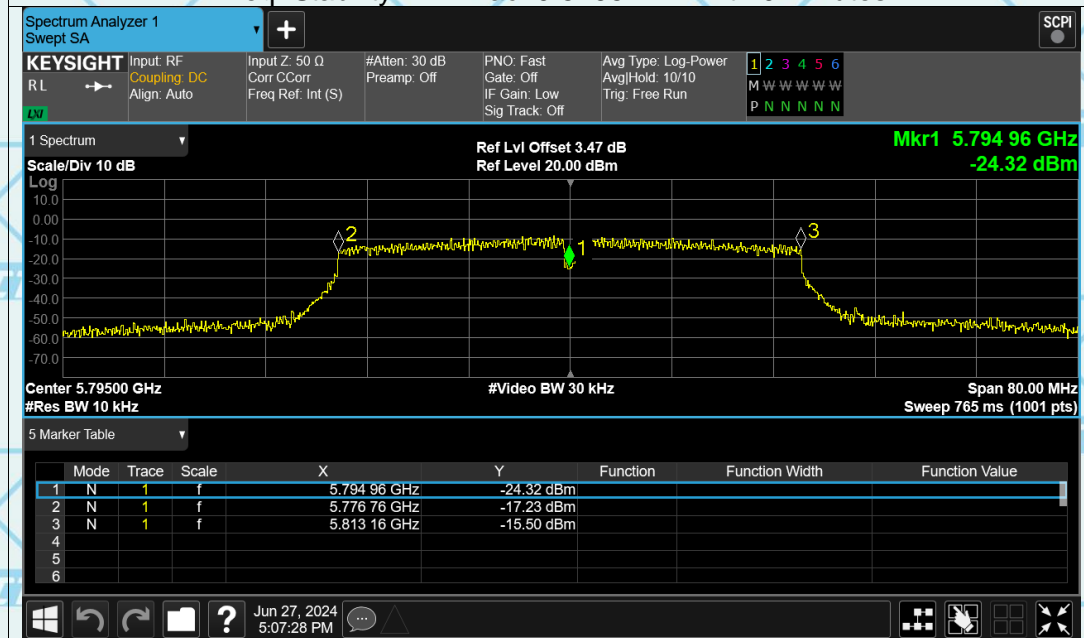 Spectrum Analyzer 1
Swept SA
+
SCPI
KEYSIGHT
RL
LXI
Input: RF
Coupling: DC
Align: Auto
Input Z: 50 Ω
Corr CCorr
Freq Ref: Int (S)
#Atten: 30 dB
Preamp: Off
PNO: Fast
Gate: Off
IF Gain: Low
Sig Track: Off
Avg Type: Log-Power
Avg|Hold: 10/10
Trig: Free Run
1 2 3 4 5 6
M W W W W W
P N N N N N
1 Spectrum
Scale/Div 10 dB
Ref Lvl Offset 3.47 dB
Ref Level 20.00 dBm
Mkr1 5.794 96 GHz
-24.32 dBm
Log
10.0
0.00
-10.0
-20.0
-30.0
-40.0
-50.0
-60.0
-70.0
2
1
3
Center 5.79500 GHz
#Video BW 30 kHz
Span 80.00 MHz
#Res BW 10 kHz
Sweep 765 ms (1001 pts)
5 Marker Table
Mode Trace Scale X Y Function Function Width Function Value
1 N 1 f 5.794 96 GHz -24.32 dBm
2 N 1 f 5.776 76 GHz -17.23 dBm
3 N 1 f 5.813 16 GHz -15.50 dBm
4
5
6
?
Jun 27, 2024
5:07:28 PM